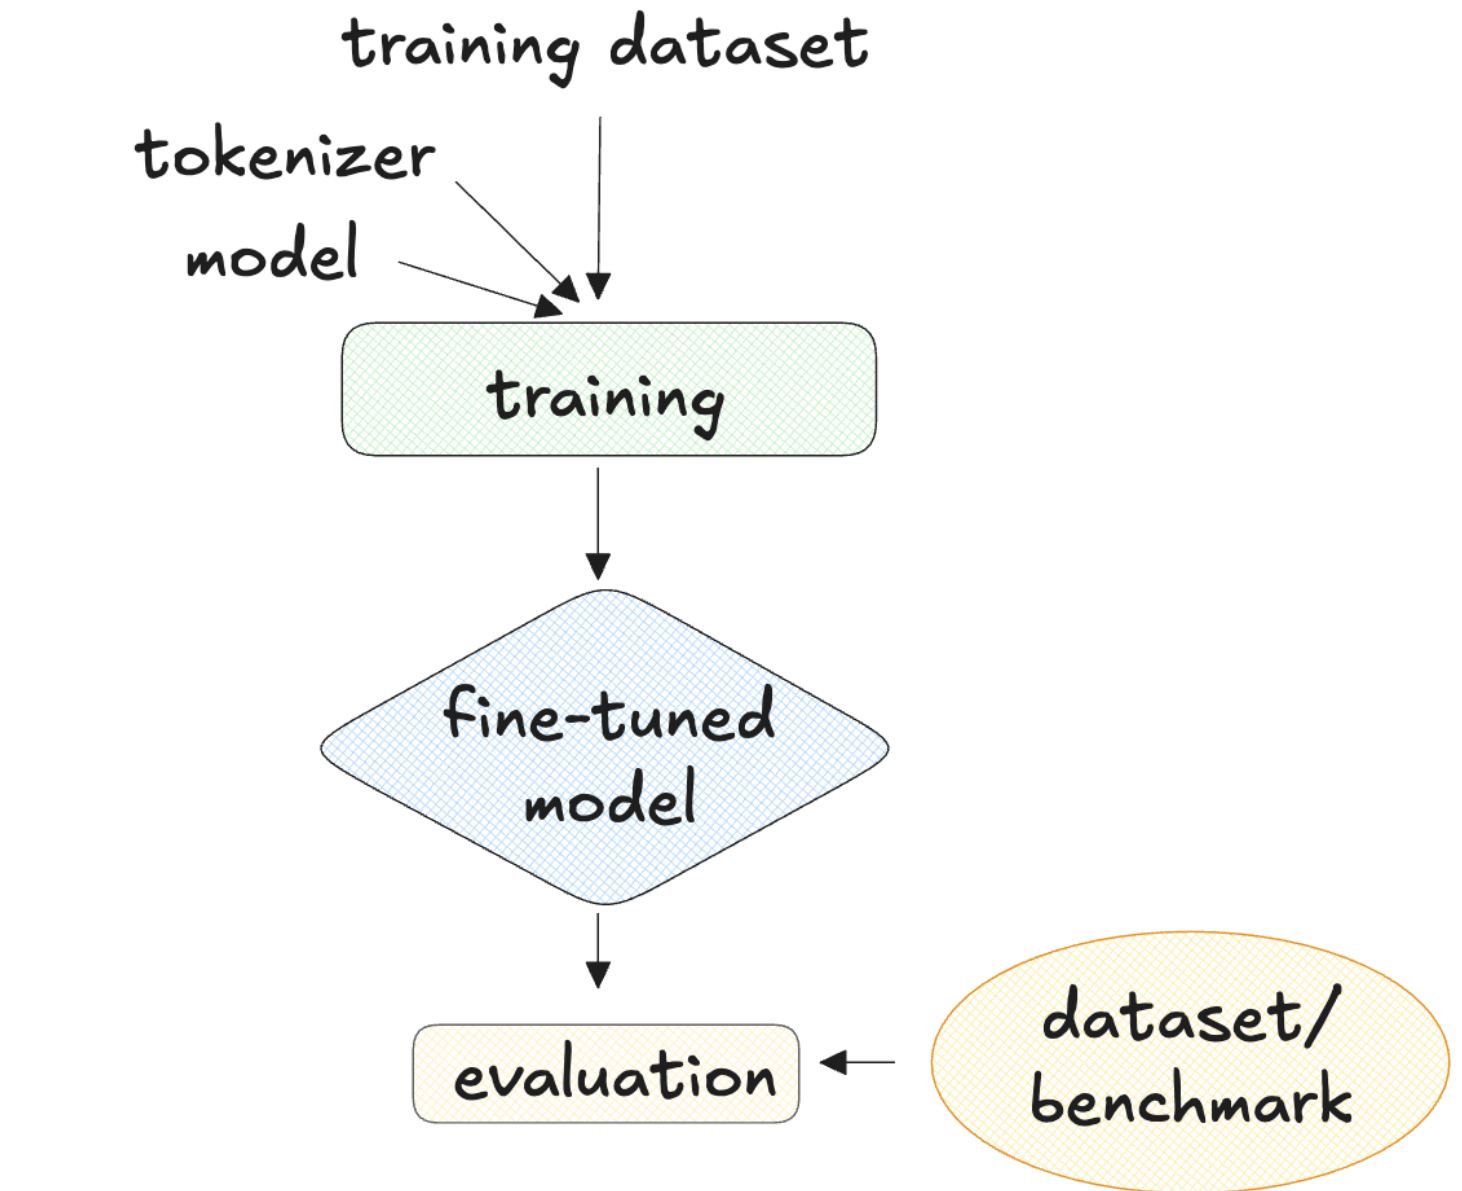 training dataset
tokenizer
model
training
fine-tuned
model
evaluation
dataset/
benchmark